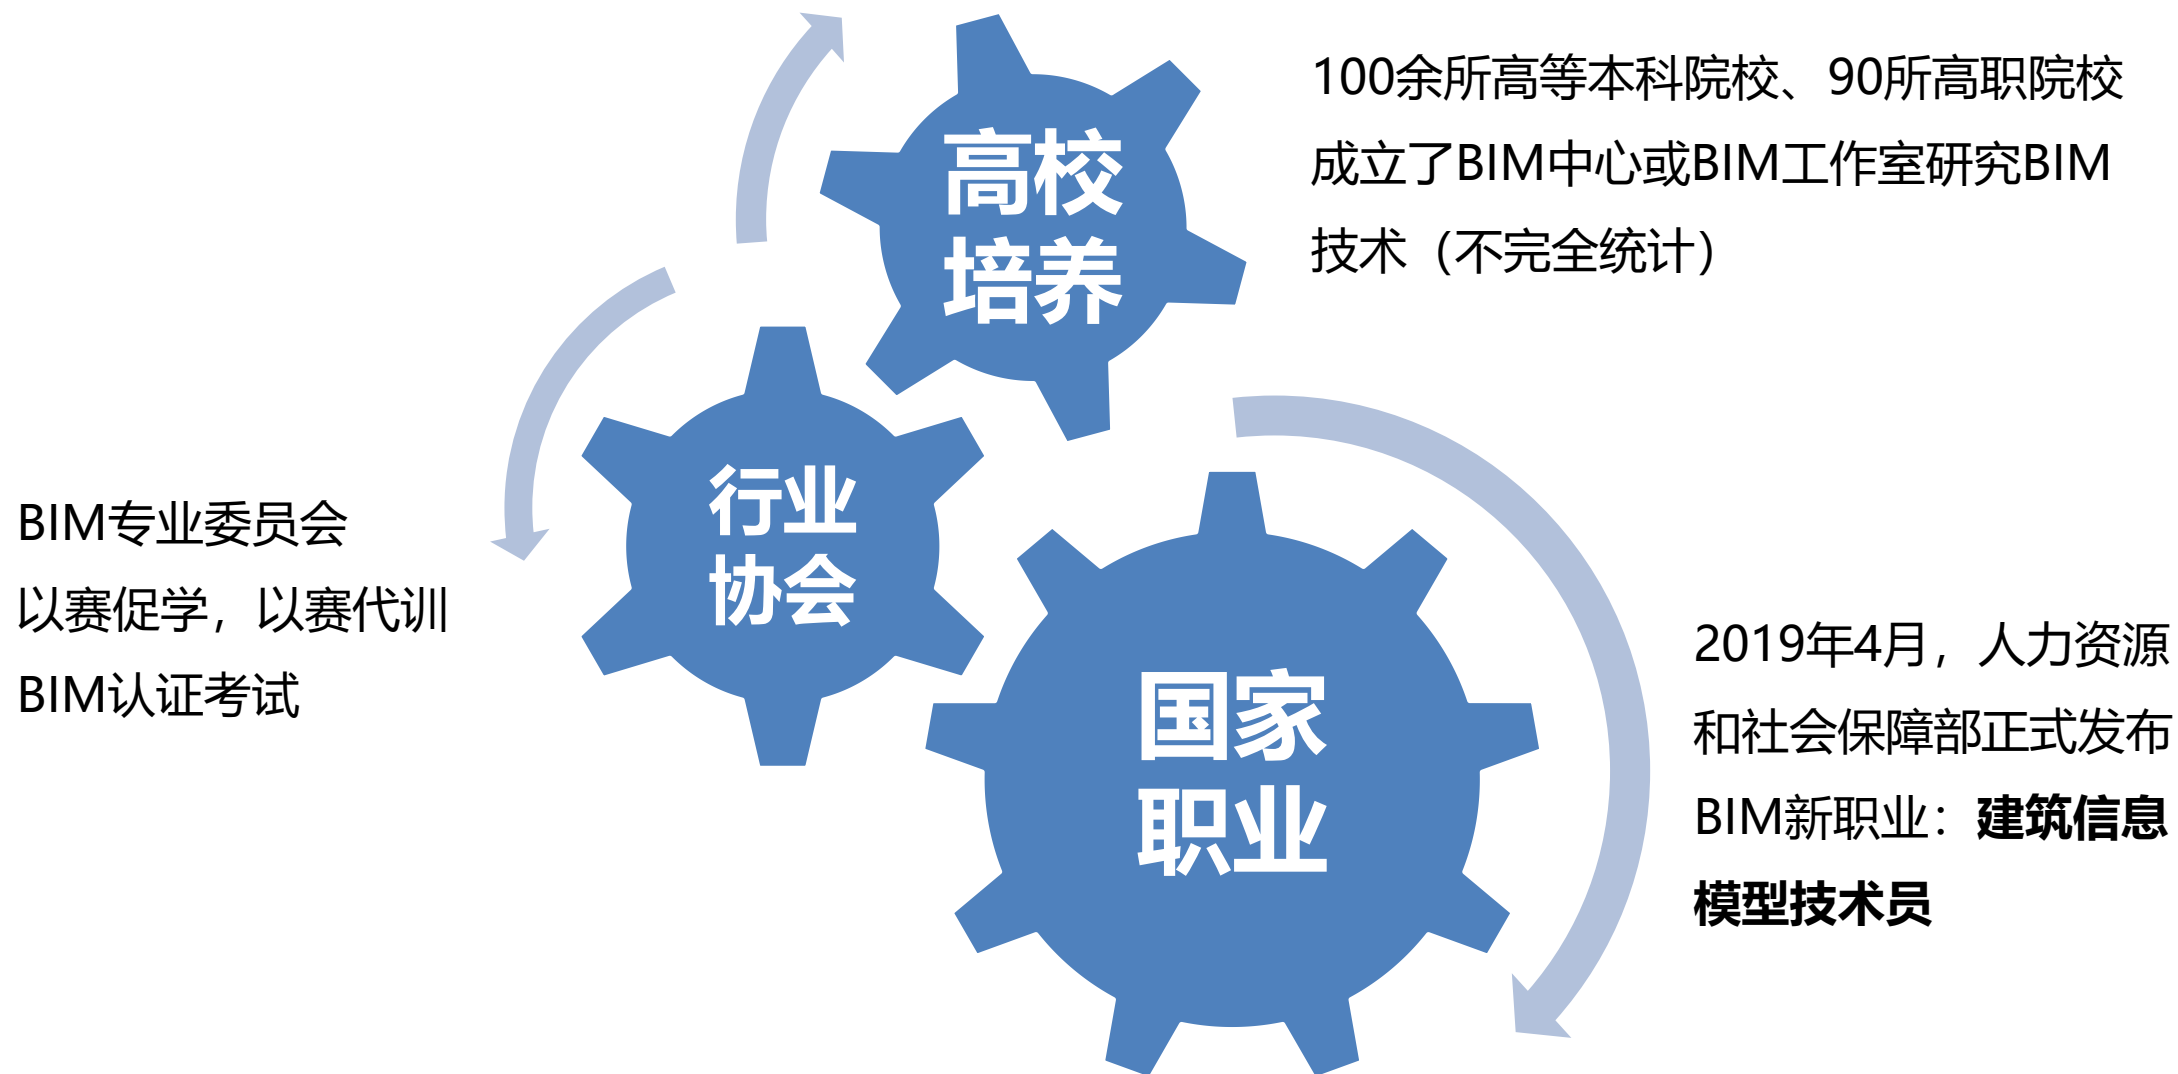 100余所高等本科院校、90所高职院校
成立了BIM中心或BIM工作室研究BIM
技术（不完全统计）
高校
培养
行业
协会
BIM专业委员会
以赛促学，以赛代训
BIM认证考试
国家
职业
2019年4月，人力资源
和社会保障部正式发布
BIM新职业：建筑信息
模型技术员